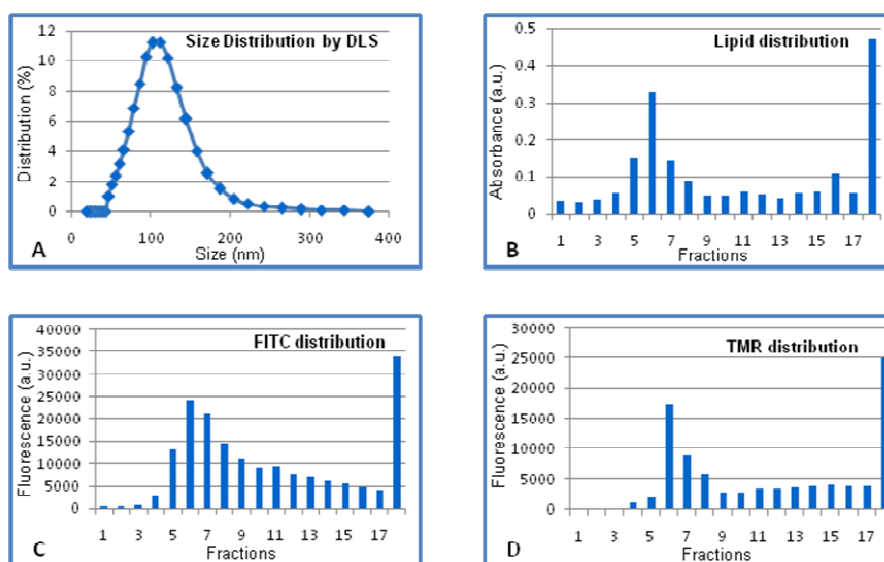 Size Distribution by DLS
Distribution (%)
12
10
8
6
4
2
0
0 100 200 300 400
Size (nm)
A
Lipid distribution
Absorbance (a.u.)
0.5
0.4
0.3
0.2
0.1
0
1 3 5 7 9 11 13 15 17
Fractions
B
FITC distribution
Fluorescence (a.u.)
40000
35000
30000
25000
20000
15000
10000
5000
0
1 3 5 7 9 11 13 15 17
Fractions
C
TMR distribution
Fluorescence (a.u.)
30000
25000
20000
15000
10000
5000
0
1 3 5 7 9 11 13 15 17
Fractions
D